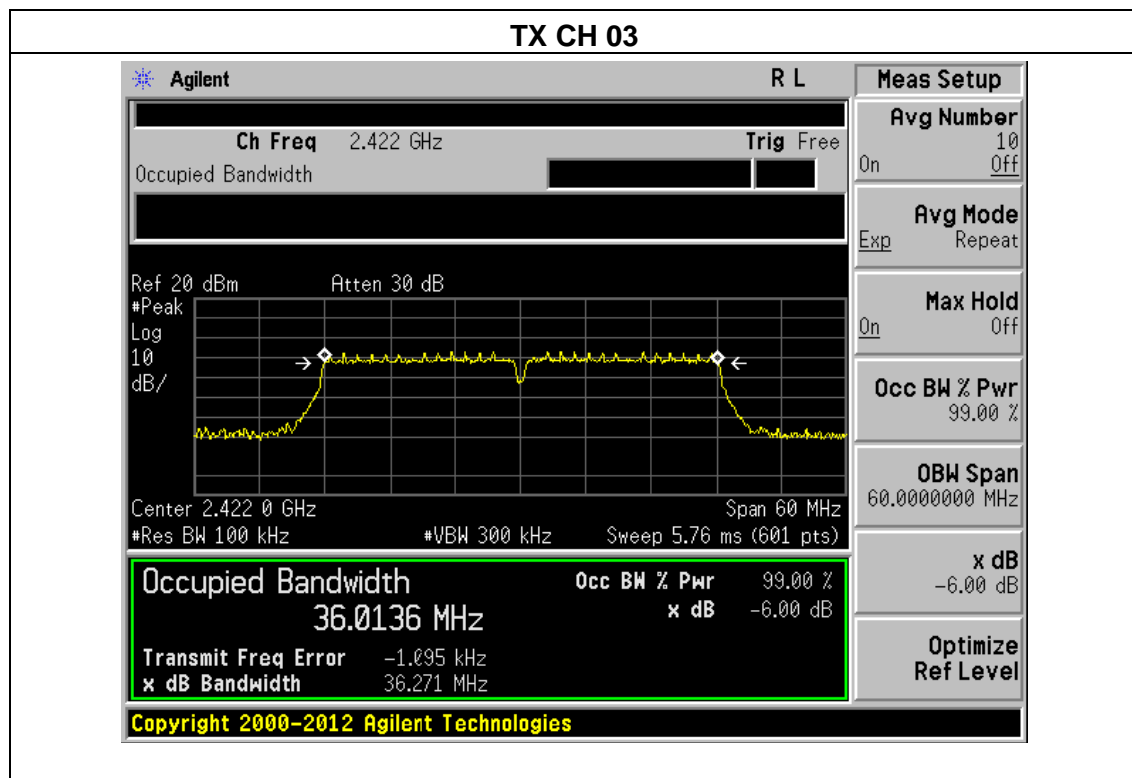 TX CH 03
Agilent R L
Ch Freq 2.422 GHz Trig Free
Occupied Bandwidth
Ref 20 dBm Atten 30 dB
#Peak
Log
10
dB/
Center 2.422 0 GHz Span 60 MHz
#Res BW 100 kHz #VBW 300 kHz Sweep 5.76 ms (601 pts)
Occupied Bandwidth Occ BW % Pwr 99.00 %
36.0136 MHz x dB -6.00 dB
Transmit Freq Error -1.095 kHz
x dB Bandwidth 36.271 MHz
Copyright 2000-2012 Agilent Technologies
Meas Setup
Avg Number
10
On Off
Avg Mode
Exp Repeat
Max Hold
On Off
Occ BW % Pwr
99.00 %
OBW Span
60.0000000 MHz
x dB
-6.00 dB
Optimize
Ref Level